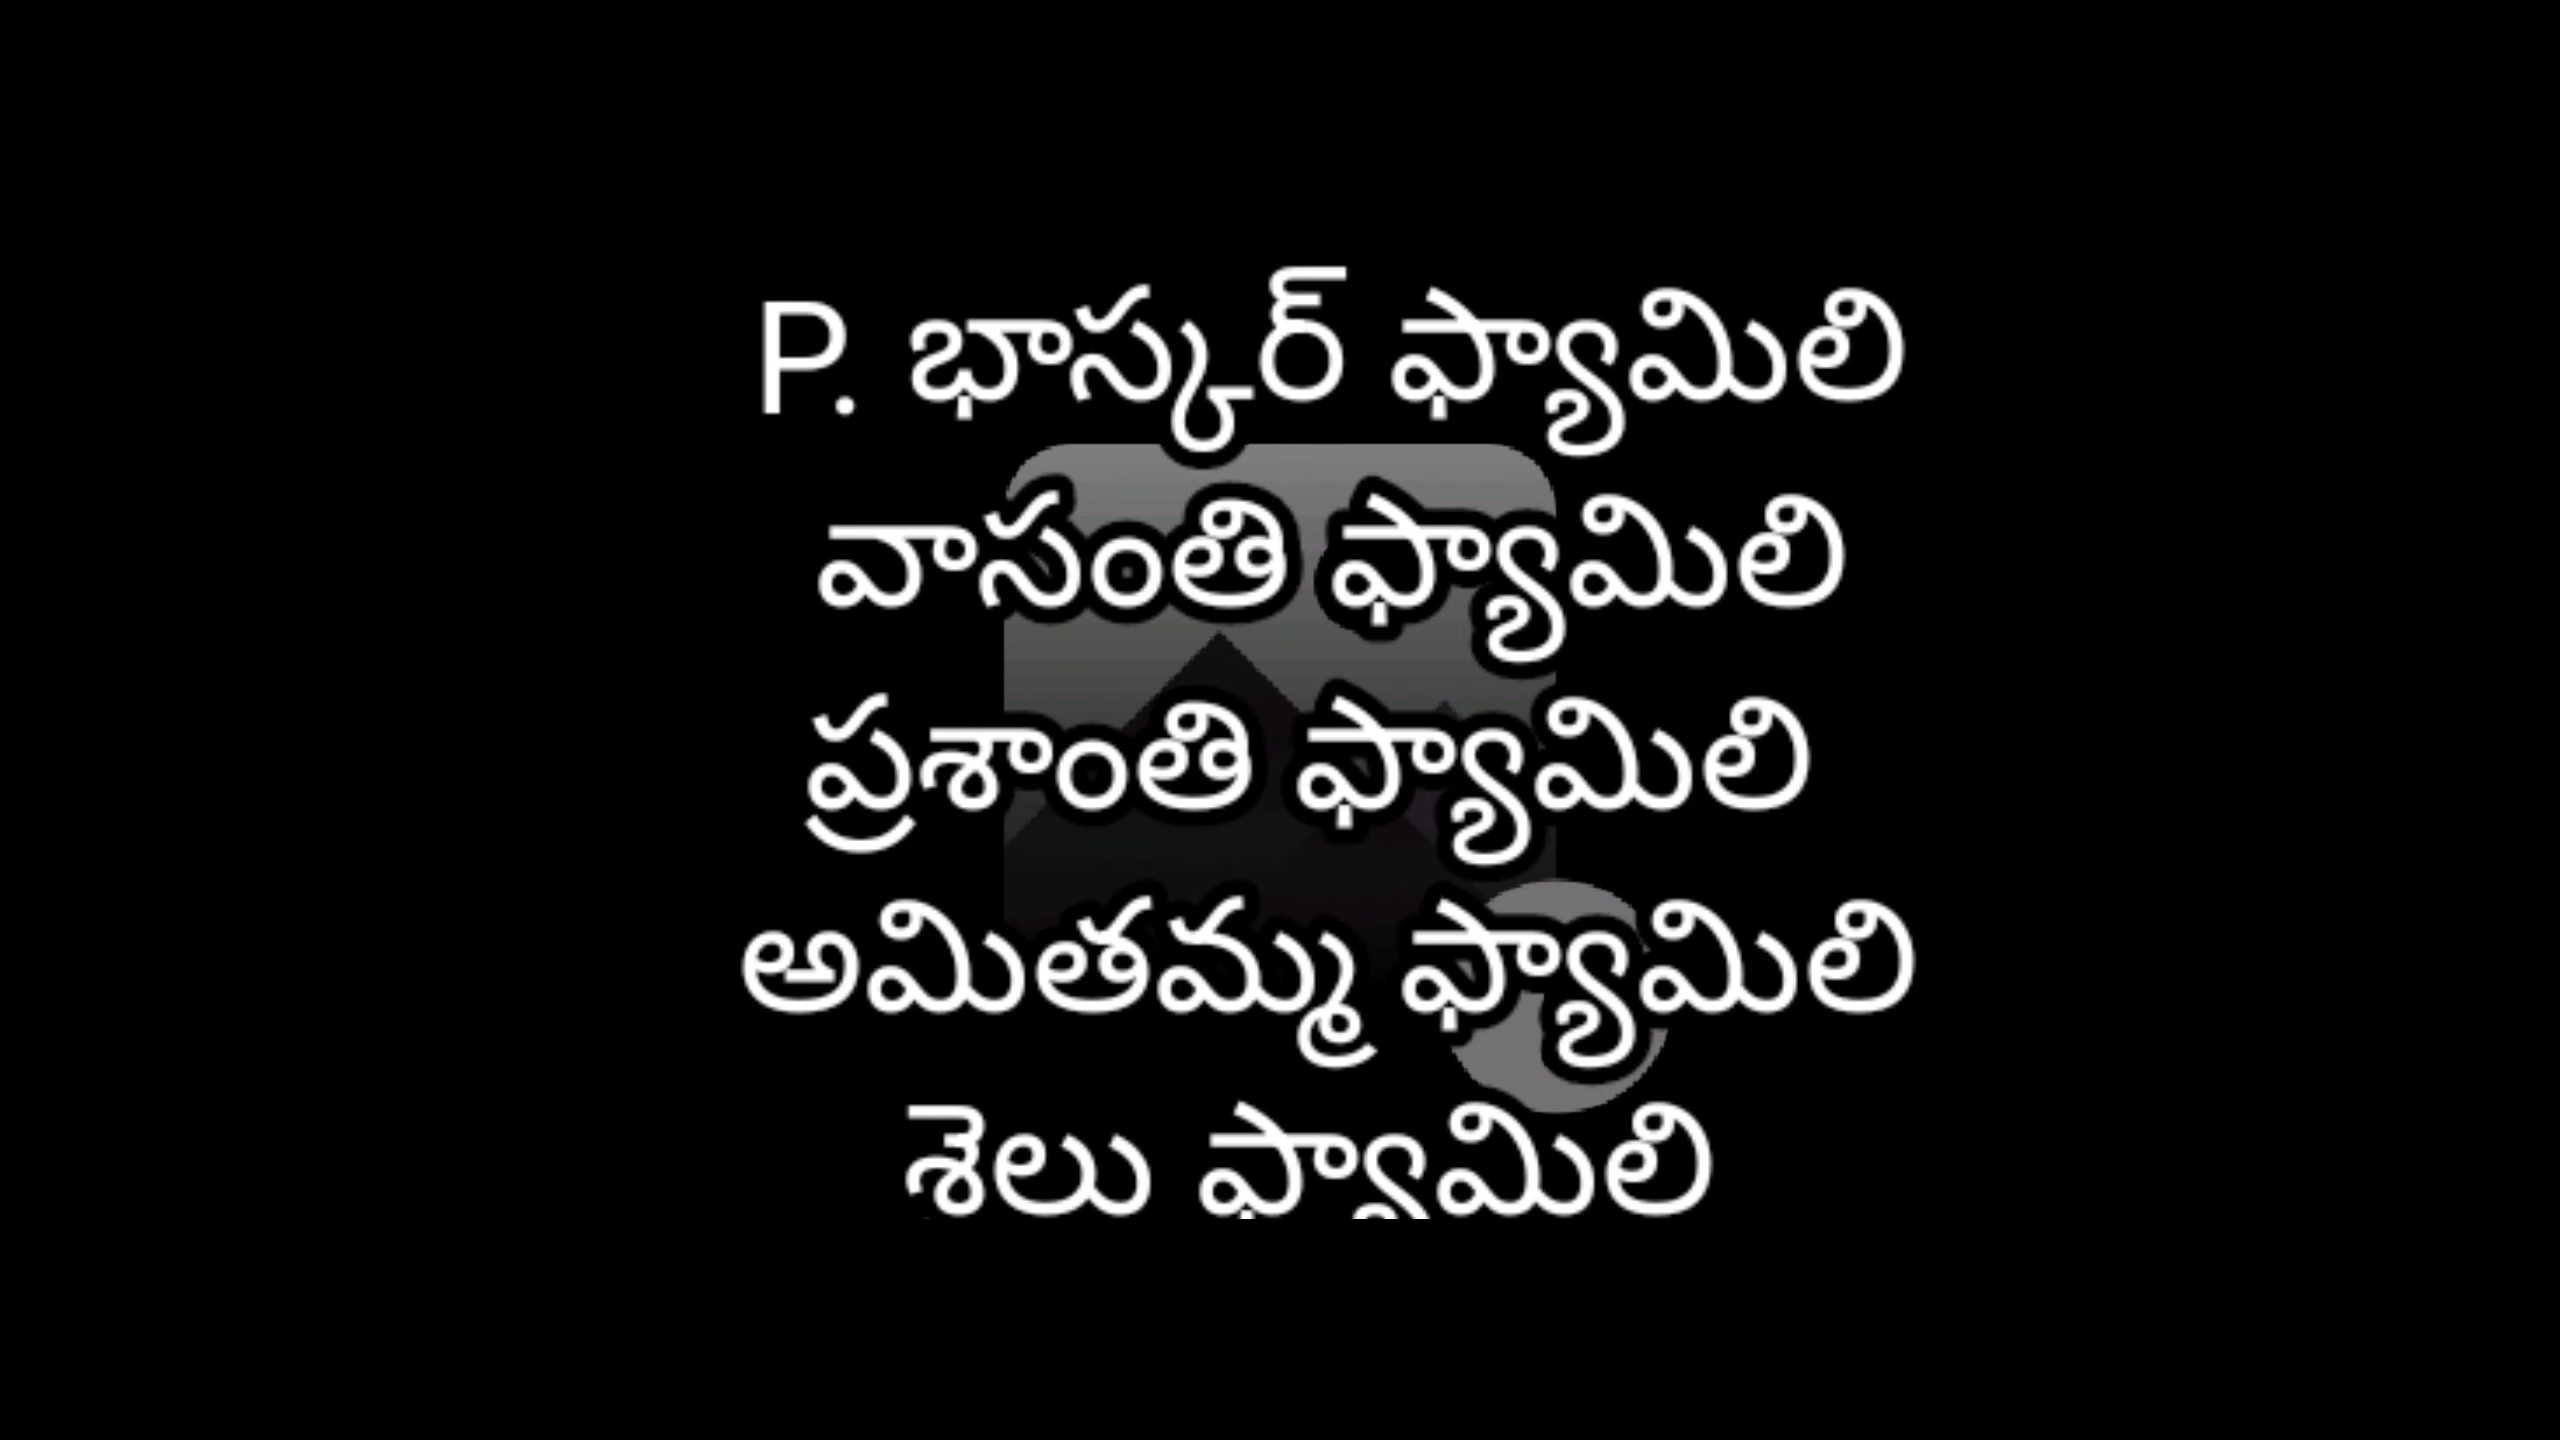 P. భాస్కర్ ఫ్యామిలి
వాసంతి ఫ్యామిలి
ప్రశాంతి ఫ్యామిలి
అమితమ్మ ఫ్యామిలి
ఫ్యామిలి